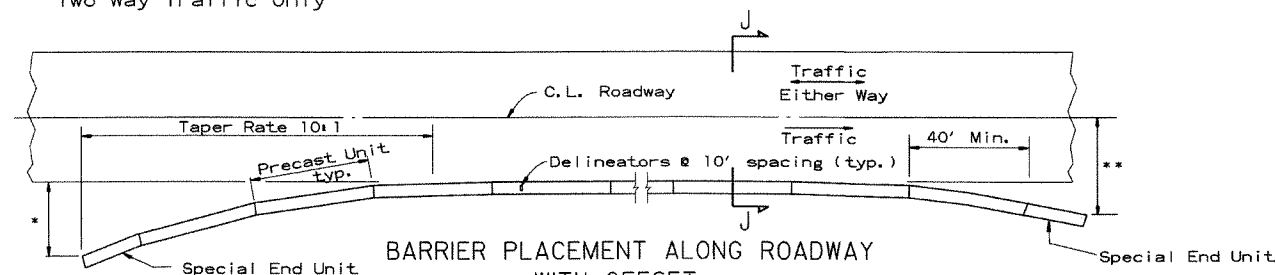 Two Way Traffic Only
J
Traffic
Either Way
C.L. Roadway
Taper Rate 10:1
Traffic
40' Min.
Precast Unit
typ.
Delineators @ 10' spacing (typ.)
*
**
J
BARRIER PLACEMENT ALONG ROADWAY
Special End Unit
Special End Unit
WITH OFFSET